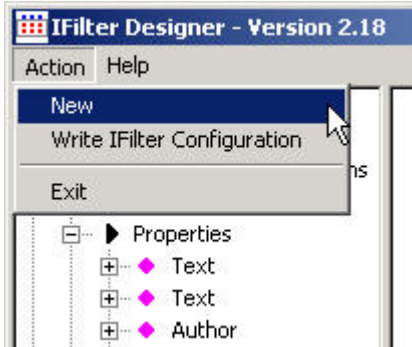 IFilter Designer - Version 2.18
Action Help
New
Write IFilter Configuration
Exit
Properties
Text
Text
Author